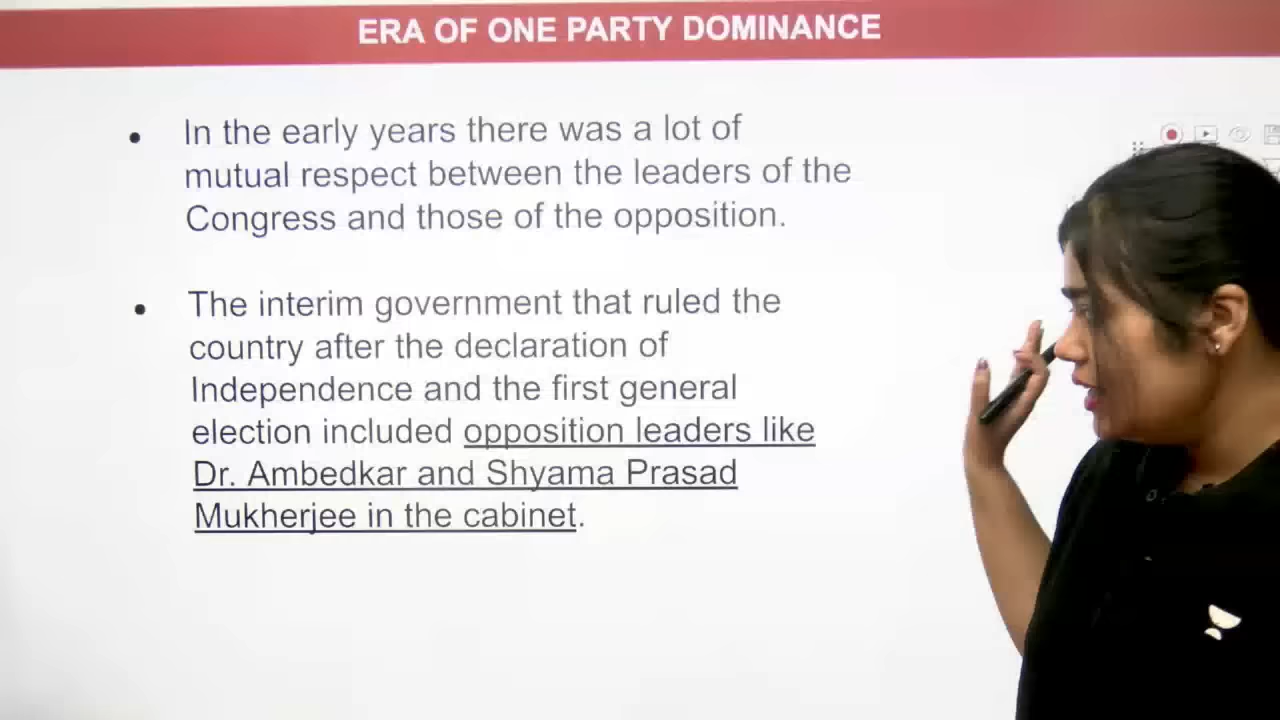 ERA OF ONE PARTY DOMINANCE
• In the early years there was a lot of
mutual respect between the leaders of the
Congress and those of the opposition.
• The interim government that ruled the
country after the declaration of
Independence and the first general
election included opposition leaders like
Dr. Ambedkar and Shyama Prasad
Mukherjee in the cabinet.